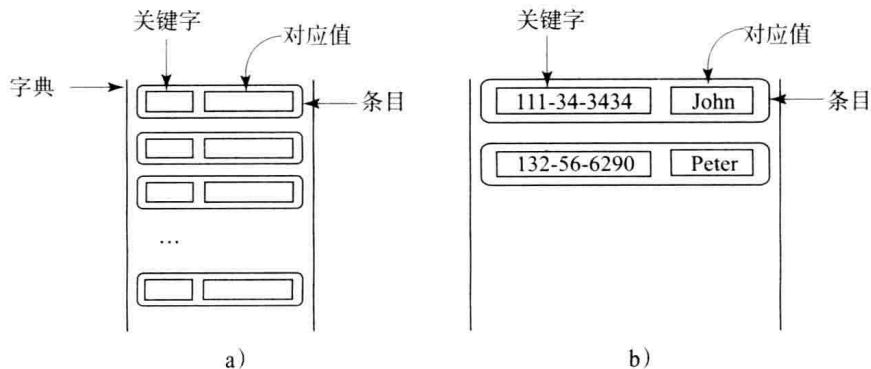 关键字
对应值
字典
条目
...
a）
关键字
对应值
111-34-3434 John
条目
132-56-6290 Peter
b）